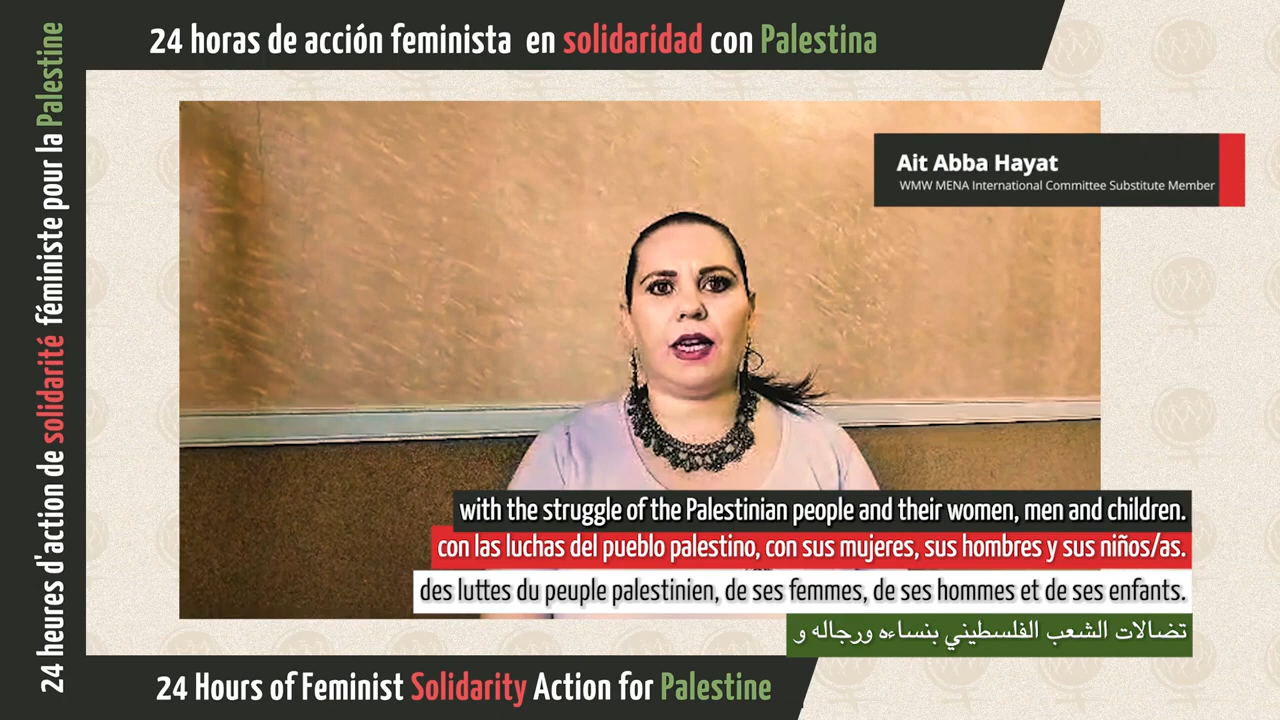 24 horas de acción feminista en solidaridad con Palestina
24 heures d'action de solidarité féministe pour la Palestine
Ait Abba Hayat
WMW MENA International Committee Substitute Member
with the struggle of the Palestinian people and their women, men and children.
con las luchas del pueblo palestino, con sus mujeres, sus hombres y sus niños/as.
des luttes du peuple palestinien, de ses femmes, de ses hommes et de ses enfants.
تضالات الشعب الفلسطيني بنساءه ورجاله و
24 Hours of Feminist Solidarity Action for Palestine